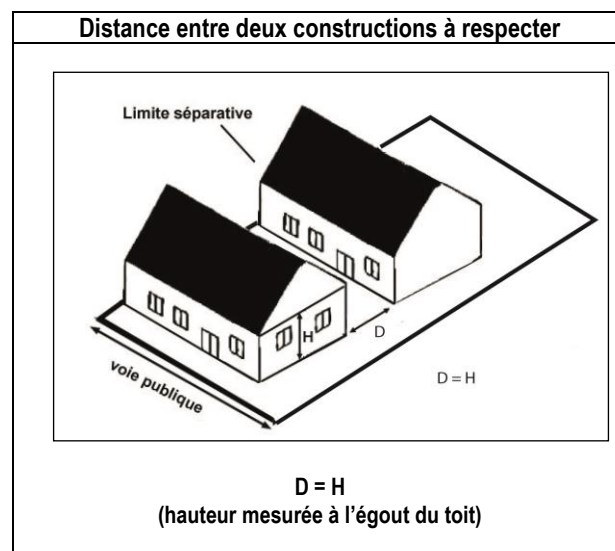 Distance entre deux constructions à respecter
Limite séparative
H
D
voie publique
D = H
D = H
(hauteur mesurée à l'égout du toit)